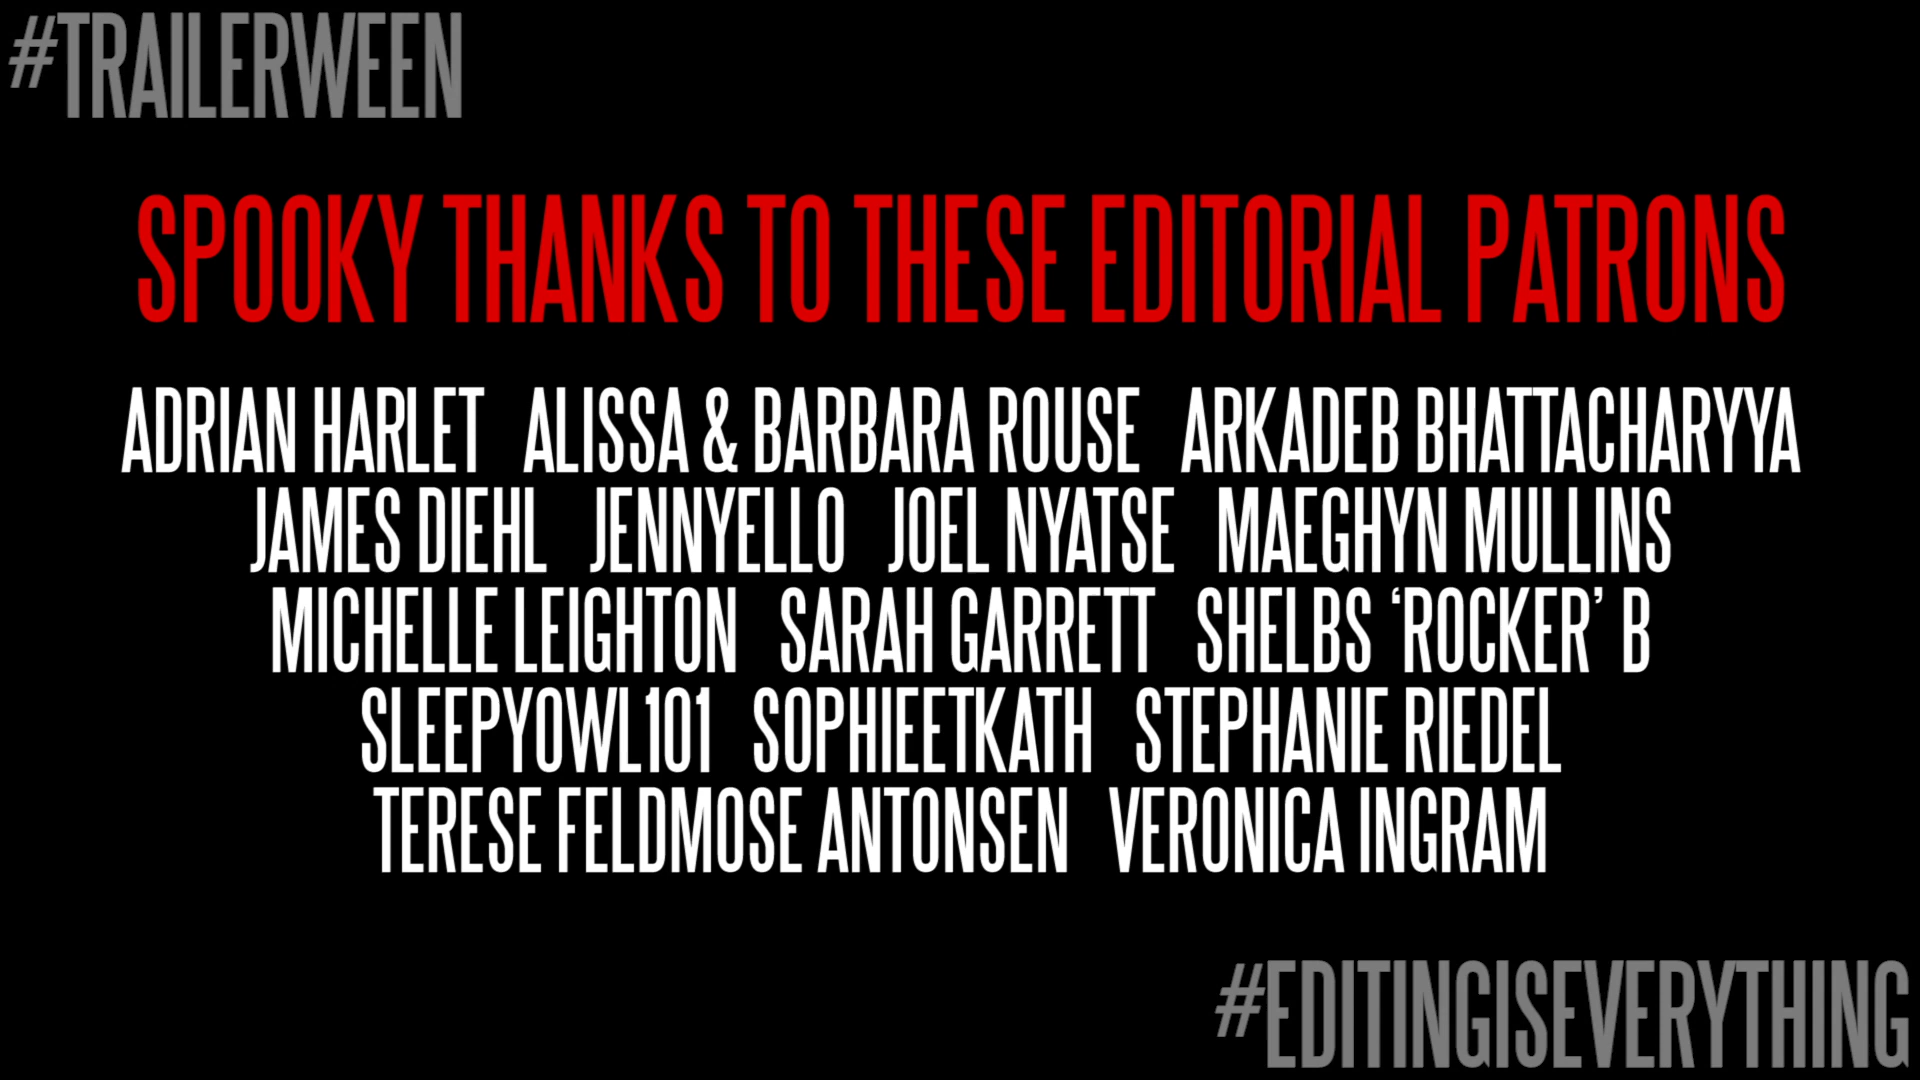 #TRAILERWEEN
SPOOKY THANKS TO THESE EDITORIAL PATRONS
ADRIAN HARLET ALISSA & BARBARA ROUSE ARKADEB BHATTACHARYYA
JAMES DIEHL JENNYELLO JOEL NYATSE MAEGHYN MULLINS
MICHELLE LEIGHTON SARAH GARRETT SHELBS ‘ROCKER’ B
SLEEPYOWL101 SOPHIEETKATH STEPHANIE RIEDEL
TERESE FELDMOSE ANTONSEN VERONICA INGRAM
#EDITINGISEVERYTHING